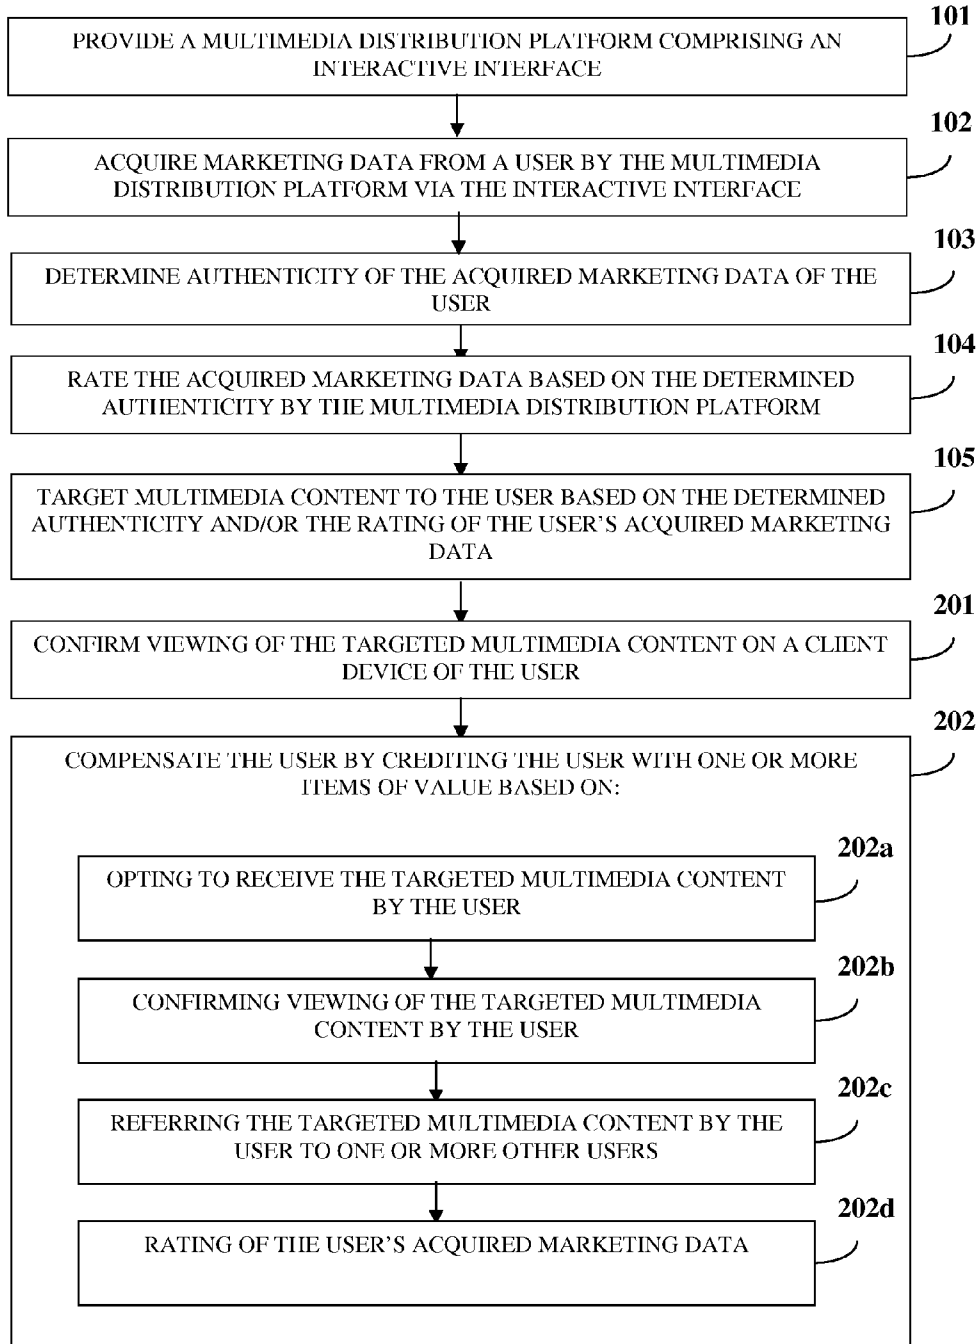 101
PROVIDE A MULTIMEDIA DISTRIBUTION PLATFORM COMPRISING AN
INTERACTIVE INTERFACE
102
ACQUIRE MARKETING DATA FROM A USER BY THE MULTIMEDIA
DISTRIBUTION PLATFORM VIA THE INTERACTIVE INTERFACE
103
DETERMINE AUTHENTICITY OF THE ACQUIRED MARKETING DATA OF THE
USER
104
RATE THE ACQUIRED MARKETING DATA BASED ON THE DETERMINED
AUTHENTICITY BY THE MULTIMEDIA DISTRIBUTION PLATFORM
105
TARGET MULTIMEDIA CONTENT TO THE USER BASED ON THE DETERMINED
AUTHENTICITY AND/OR THE RATING OF THE USER'S ACQUIRED MARKETING
DATA
201
CONFIRM VIEWING OF THE TARGETED MULTIMEDIA CONTENT ON A CLIENT
DEVICE OF THE USER
202
COMPENSATE THE USER BY CREDITING THE USER WITH ONE OR MORE
ITEMS OF VALUE BASED ON:
202a
OPTING TO RECEIVE THE TARGETED MULTIMEDIA CONTENT
BY THE USER
202b
CONFIRMING VIEWING OF THE TARGETED MULTIMEDIA
CONTENT BY THE USER
202c
REFERRING THE TARGETED MULTIMEDIA CONTENT BY THE
USER TO ONE OR MORE OTHER USERS
202d
RATING OF THE USER'S ACQUIRED MARKETING DATA